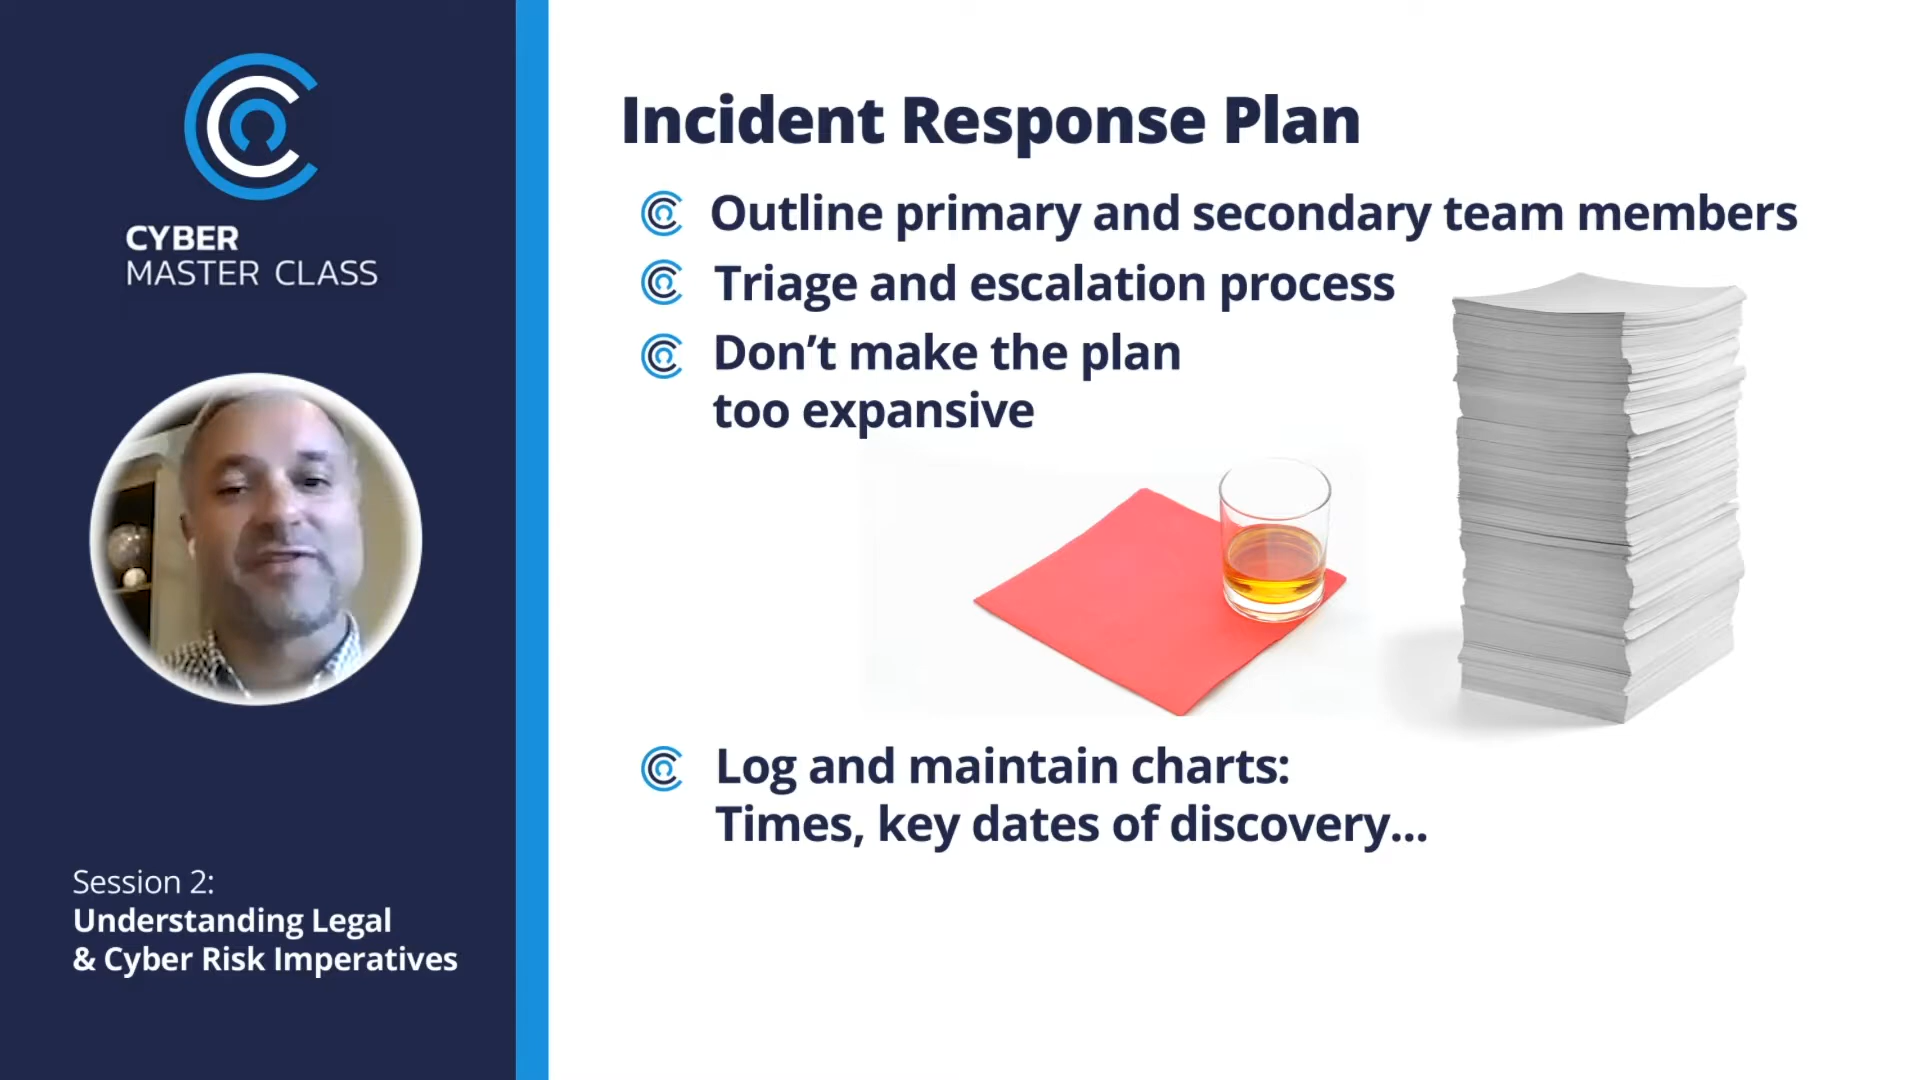 CYBER
MASTER CLASS
Session 2:
Understanding Legal
& Cyber Risk Imperatives
Incident Response Plan
Outline primary and secondary team members
Triage and escalation process
Don’t make the plan
too expansive
Log and maintain charts:
Times, key dates of discovery...